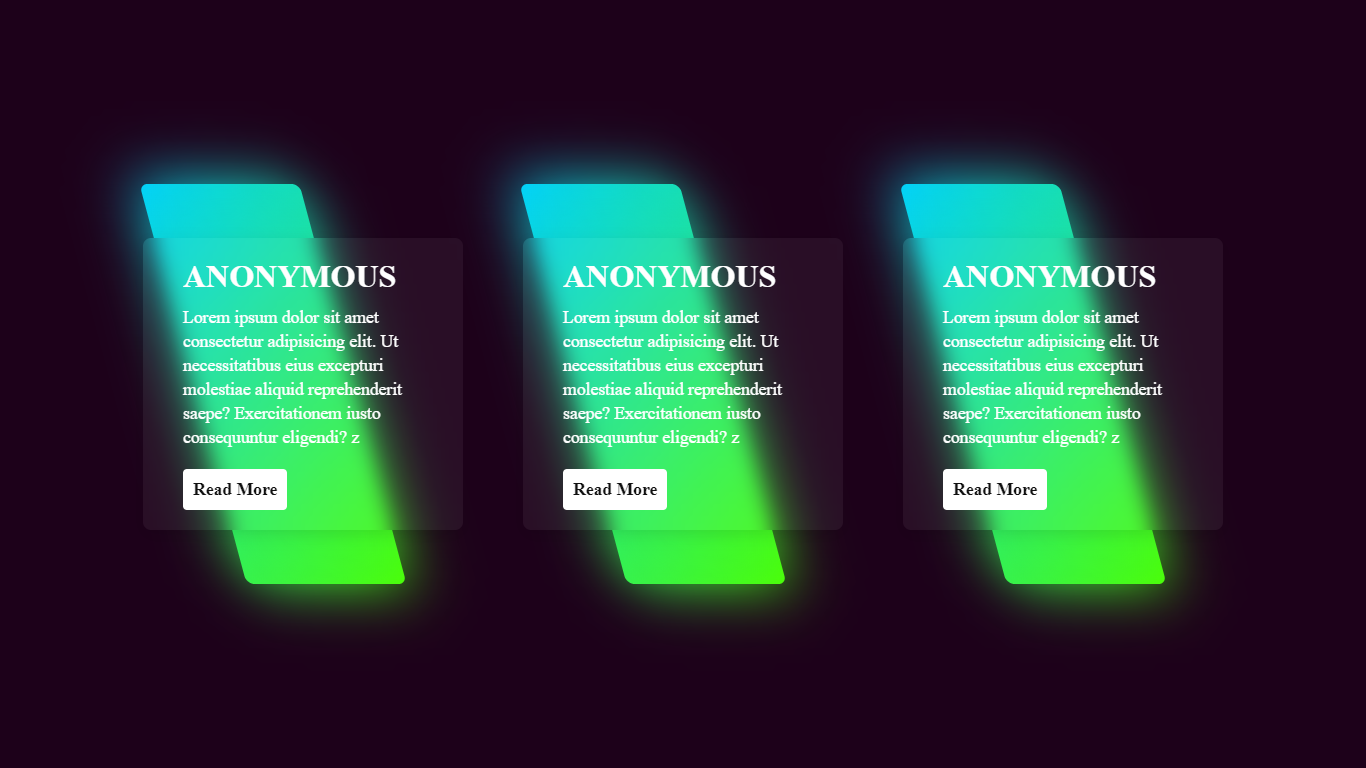 ANONYMOUS
Lorem ipsum dolor sit amet
consectetur adipisicing elit. Ut
necessitatibus eius excepturi
molestiae aliquid reprehenderit
saepe? Exercitationem iusto
consequuntur eligendi? z
Read More
ANONYMOUS
Lorem ipsum dolor sit amet
consectetur adipisicing elit. Ut
necessitatibus eius excepturi
molestiae aliquid reprehenderit
saepe? Exercitationem iusto
consequuntur eligendi? z
Read More
ANONYMOUS
Lorem ipsum dolor sit amet
consectetur adipisicing elit. Ut
necessitatibus eius excepturi
molestiae aliquid reprehenderit
saepe? Exercitationem iusto
consequuntur eligendi? z
Read More